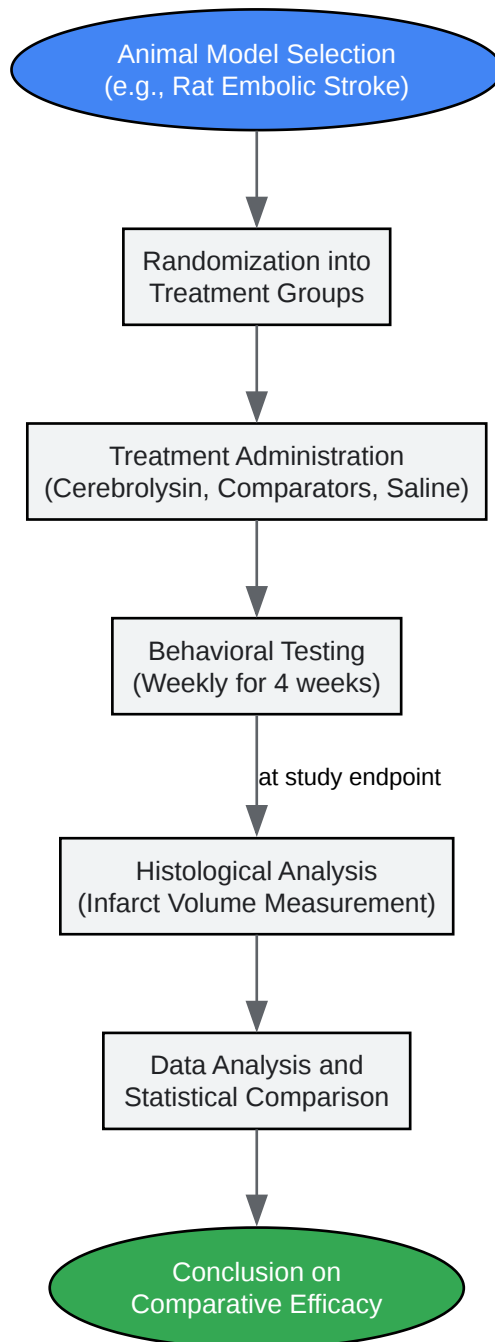 Animal Model Selection
(e.g., Rat Embolic Stroke)
Randomization into
Treatment Groups
Treatment Administration
(Cerebrolysin, Comparators, Saline)
Behavioral Testing
(Weekly for 4 weeks)
at study endpoint
Histological Analysis
(Infarct Volume Measurement)
Data Analysis and
Statistical Comparison
Conclusion on
Comparative Efficacy